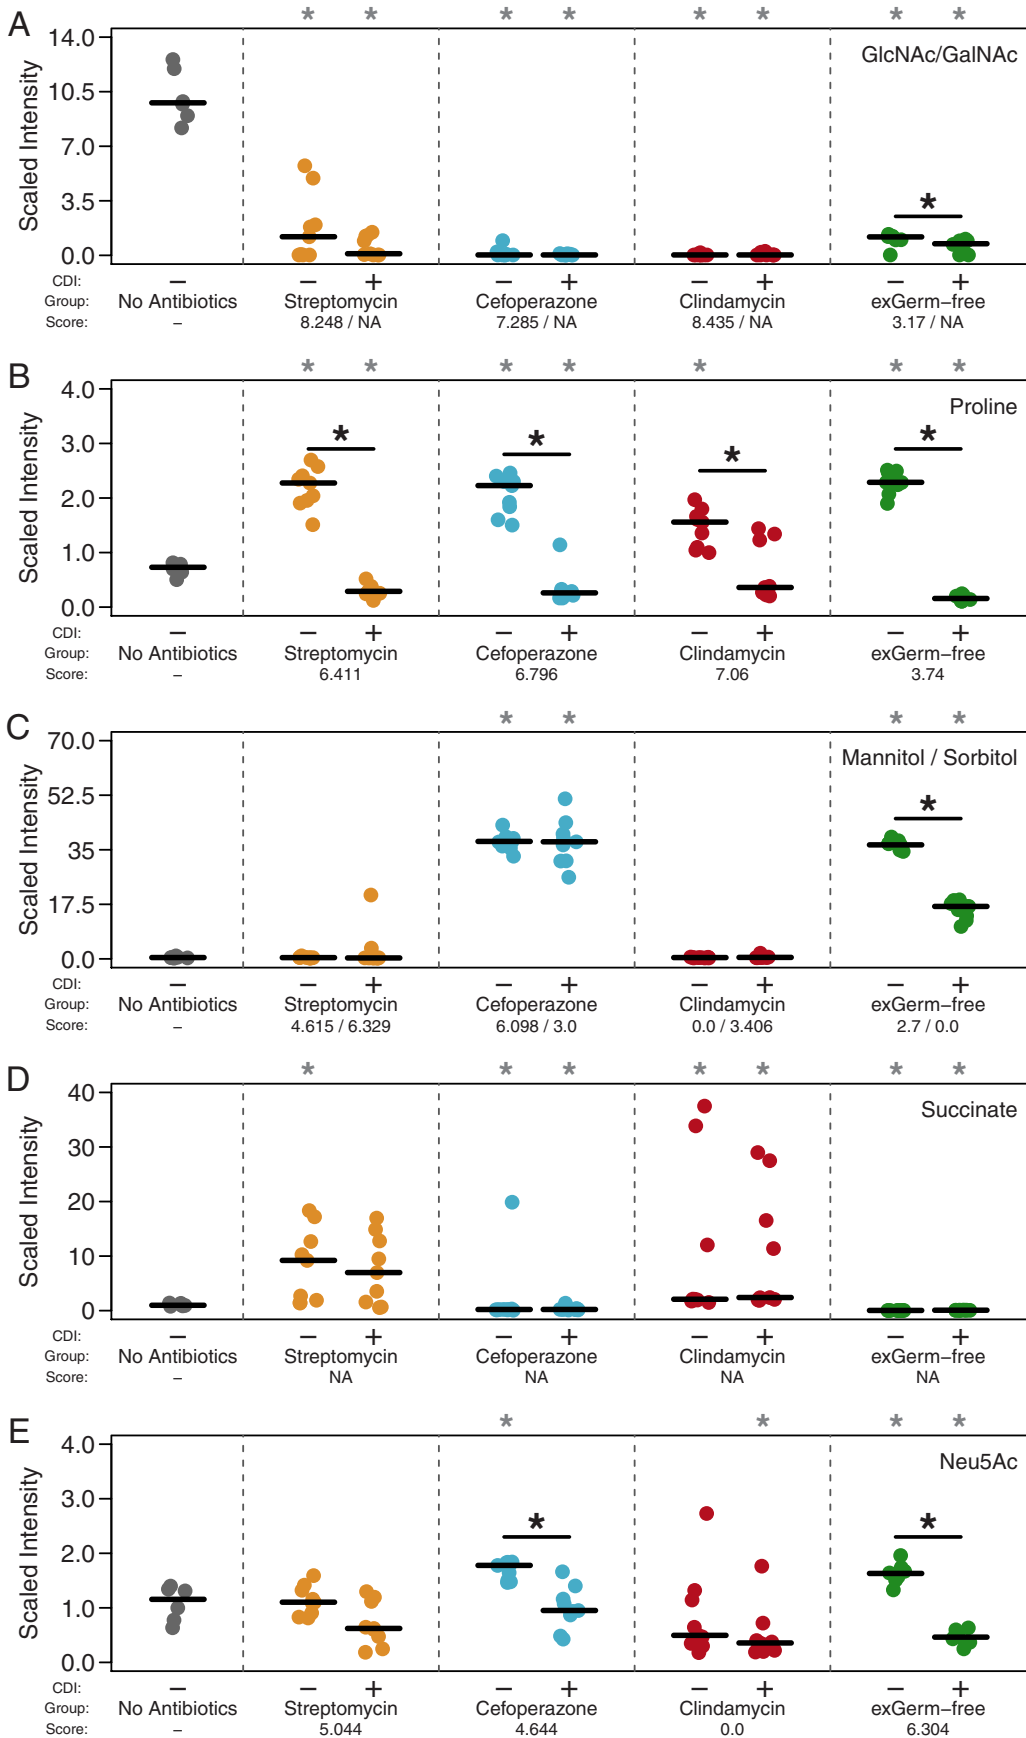 A
* * * * * * * *
14.0
GlcNAc/GalNAc
10.5
7.0
3.5
*
0.0
Scaled Intensity
CDI: − − + − + − + − +
Group: No Antibiotics Streptomycin Cefoperazone Clindamycin exGerm−free
Score: − 8.248 / NA 7.285 / NA 8.435 / NA 3.17 / NA
B
* * * * * * *
4.0
Proline
3.0
* * * *
2.0
1.0
0.0
Scaled Intensity
CDI: − − + − + − + − +
Group: No Antibiotics Streptomycin Cefoperazone Clindamycin exGerm−free
Score: − 6.411 6.796 7.06 3.74
C
* * * *
70.0
Mannitol / Sorbitol
52.5
*
35
17.5
0.0
Scaled Intensity
CDI: − − + − + − + − +
Group: No Antibiotics Streptomycin Cefoperazone Clindamycin exGerm−free
Score: − 4.615 / 6.329 6.098 / 3.0 0.0 / 3.406 2.7 / 0.0
D
* * * * * * *
40
Succinate
30
20
10
0
Scaled Intensity
CDI: − − + − + − + − +
Group: No Antibiotics Streptomycin Cefoperazone Clindamycin exGerm−free
Score: − NA NA NA NA
E
* * * *
4.0
Neu5Ac
3.0
* *
2.0
1.0
0.0
Scaled Intensity
CDI: − − + − + − + − +
Group: No Antibiotics Streptomycin Cefoperazone Clindamycin exGerm−free
Score: − 5.044 4.644 0.0 6.304